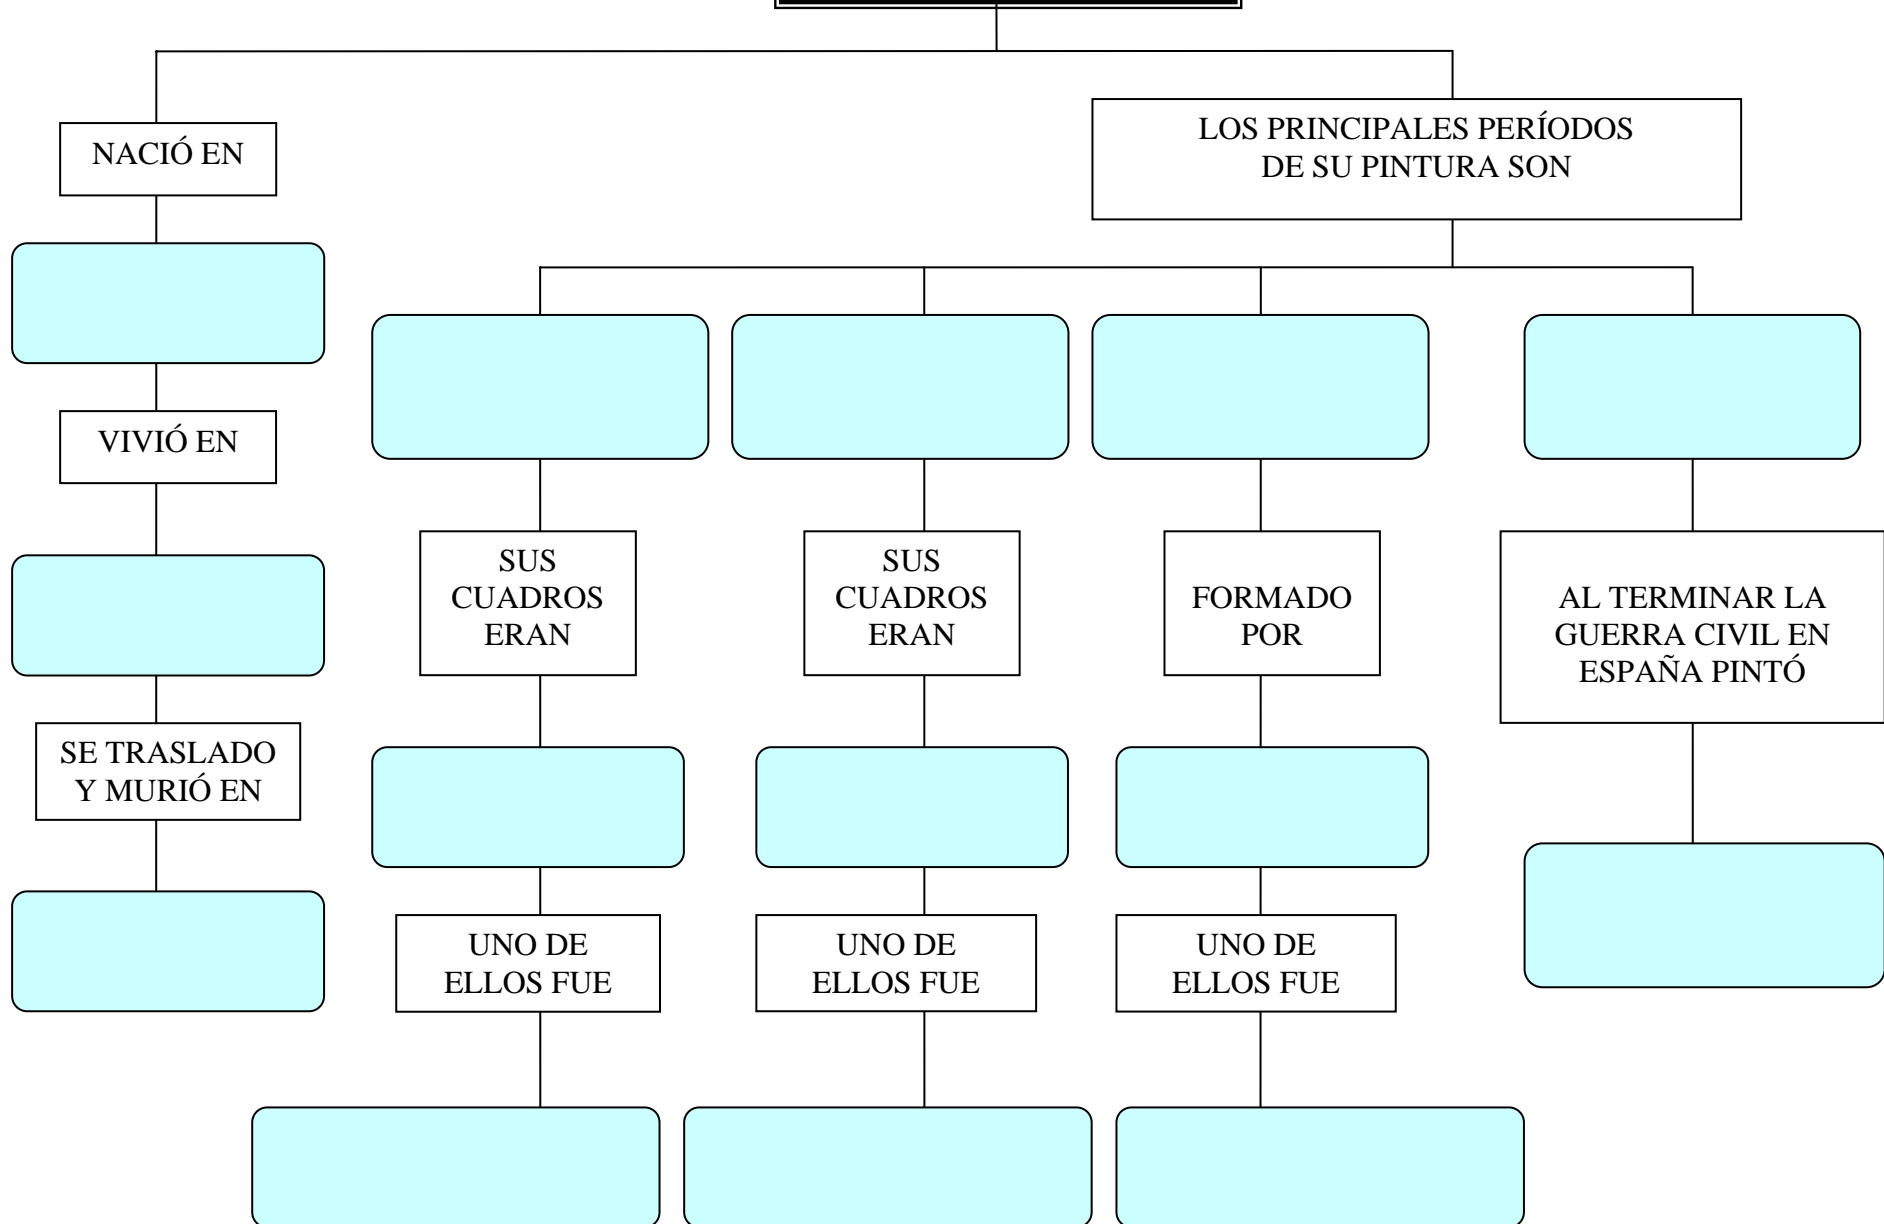 NACIÓ EN
LOS PRINCIPALES PERÍODOS
DE SU PINTURA SON
VIVIÓ EN
SE TRASLADO
Y MURIÓ EN
SUS
CUADROS
ERAN
UNO DE
ELLOS FUE
SUS
CUADROS
ERAN
UNO DE
ELLOS FUE
FORMADO
POR
UNO DE
ELLOS FUE
AL TERMINAR LA
GUERRA CIVIL EN
ESPAÑA PINTÓ